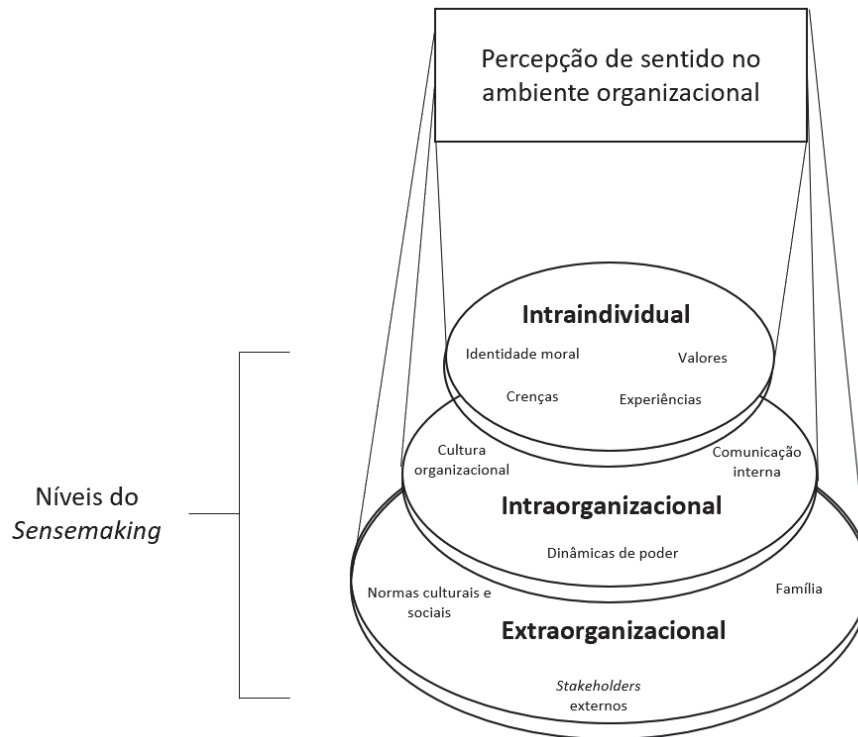 Percepção de sentido no
ambiente organizacional
Intraindividual
Identidade moral
Valores
Crenças
Experiências
Cultura
organizacional
Comunicação
interna
Intraorganizacional
Dinâmicas de poder
Níveis do
Sensemaking
Normas culturais e
sociais
Família
Extraorganizacional
Stakeholders
externos